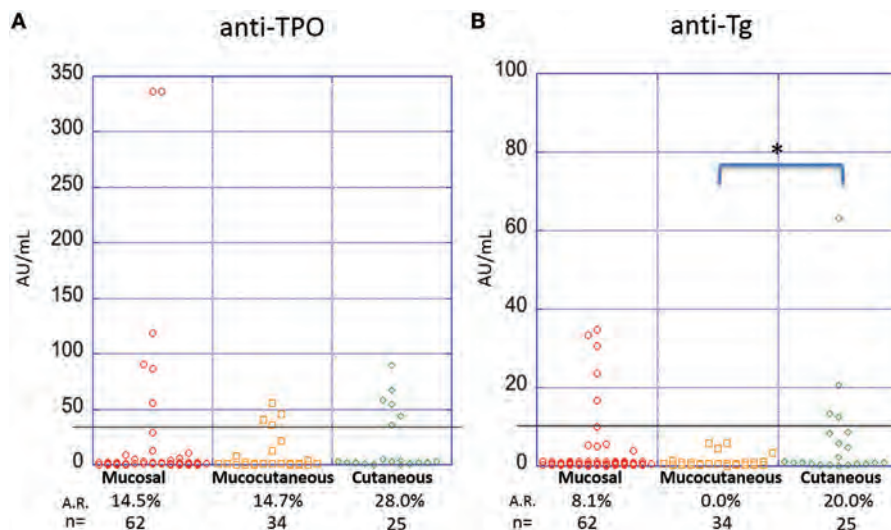 A
anti-TPO
350
300
250
200
150
100
50
0
AU/mL
Mucosal Mucocutaneous Cutaneous
A.R. 14.5% 14.7% 28.0%
n= 62 34 25
B
anti-Tg
100
80
60
40
20
0
AU/mL
*
Mucosal Mucocutaneous Cutaneous
A.R. 8.1% 0.0% 20.0%
n= 62 34 25